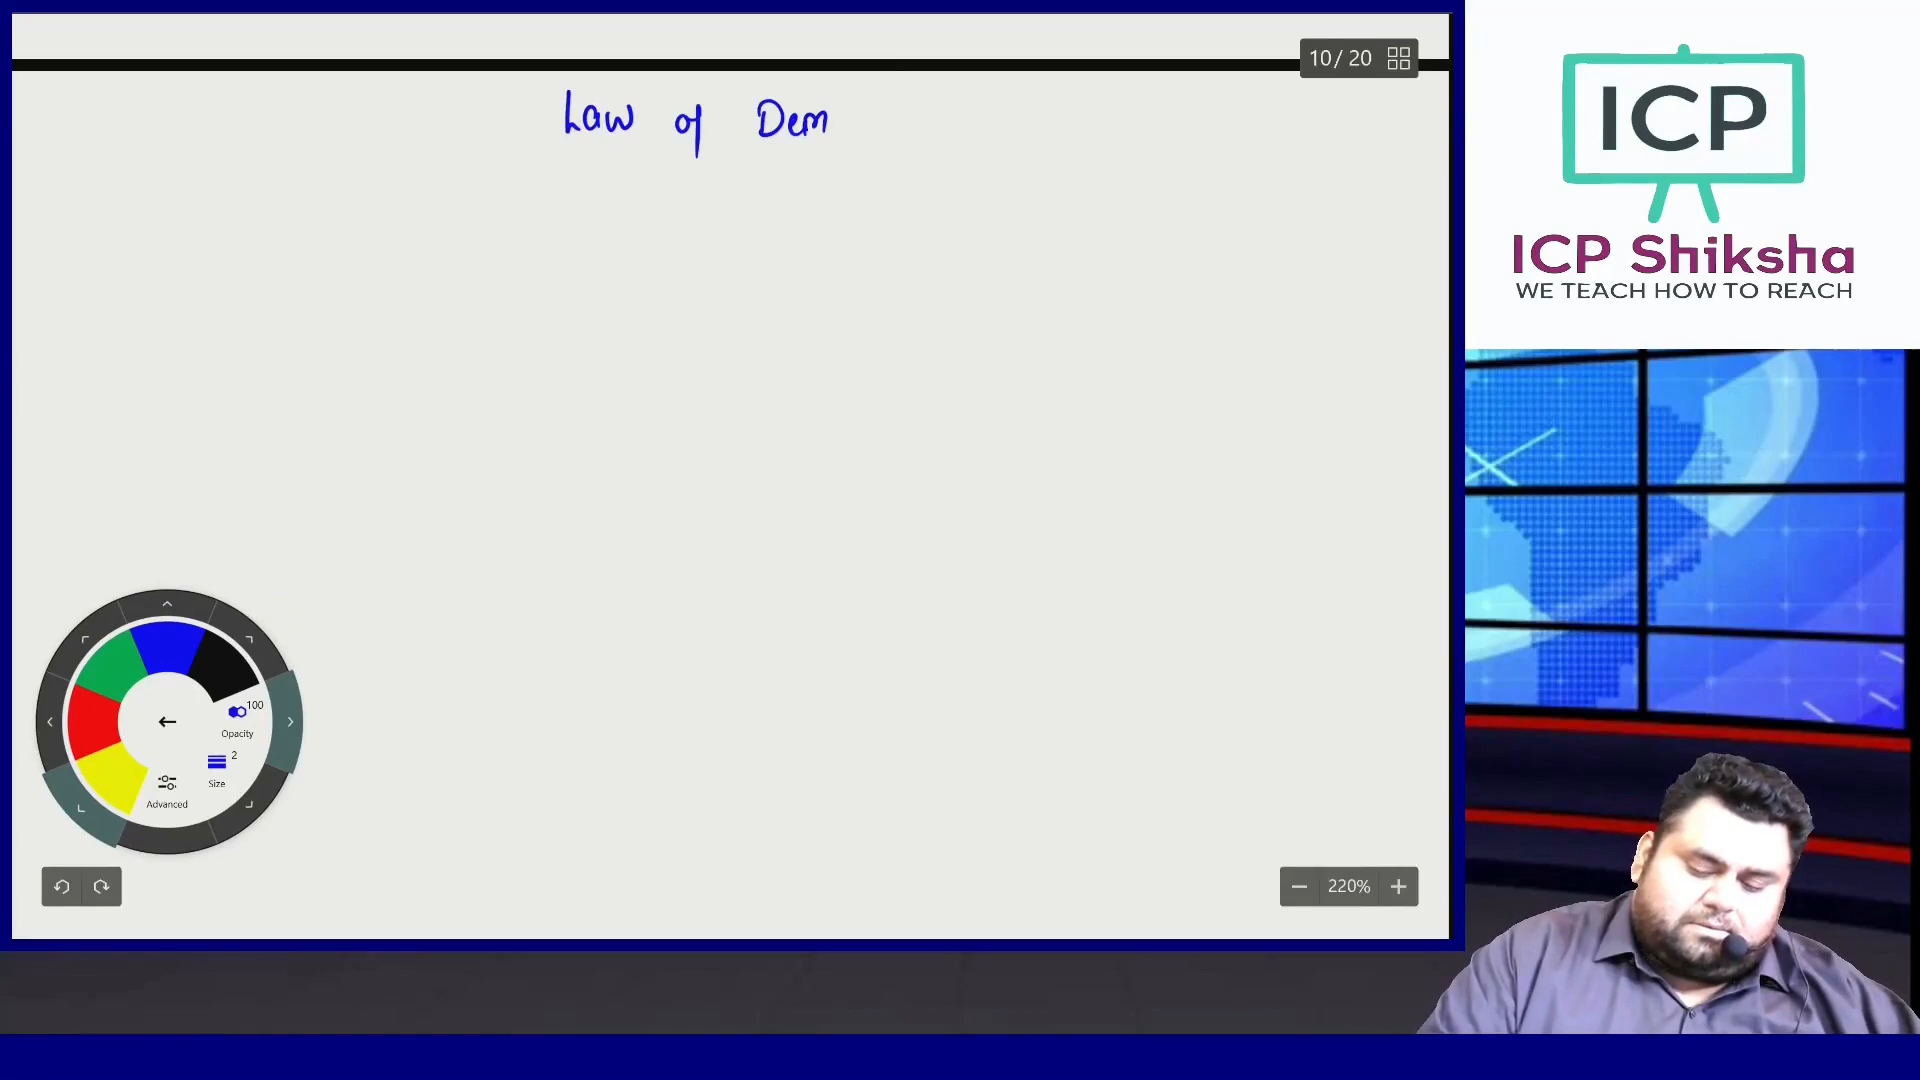 10/ 20
Law of Dem
100
Opacity
2
Size
Advanced
220%
ICP
ICP Shiksha
WE TEACH HOW TO REACH